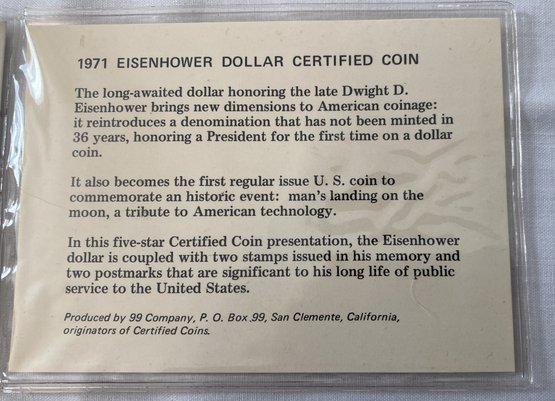 1971 EISENHOWER DOLLAR CERTIFIED COIN
The long-awaited dollar honoring the late Dwight D.
Eisenhower brings new dimensions to American coinage:
it reintroduces a denomination that has not been minted in
36 years, honoring a President for the first time on a dollar
coin.
It also becomes the first regular issue U. S. coin to
commemorate an historic event: man's landing on the
moon, a tribute to American technology.
In this five-star Certified Coin presentation, the Eisenhower
dollar is coupled with two stamps issued in his memory and
two postmarks that are significant to his long life of public
service to the United States.
Produced by 99 Company, P. O. Box 99, San Clemente, California,
originators of Certified Coins.